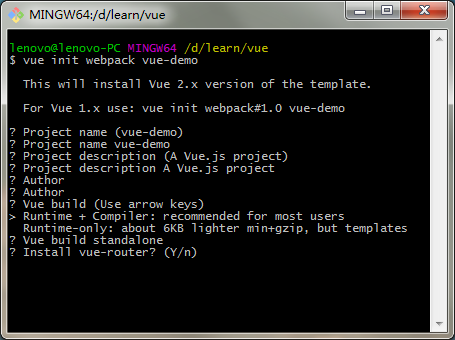 MINGW64:/d/learn/vue
lenovo@lenovo-PC MINGW64 /d/learn/vue
$ vue init webpack vue-demo
This will install Vue 2.x version of the template.
For Vue 1.x use: vue init webpack#1.0 vue-demo
? Project name (vue-demo)
? Project name vue-demo
? Project description (A Vue.js project)
? Project description A Vue.js project
? Author
? Author
? Vue build (Use arrow keys)
> Runtime + Compiler: recommended for most users
Runtime-only: about 6KB lighter min+gzip, but templates
? Vue build standalone
? Install vue-router? (Y/n)